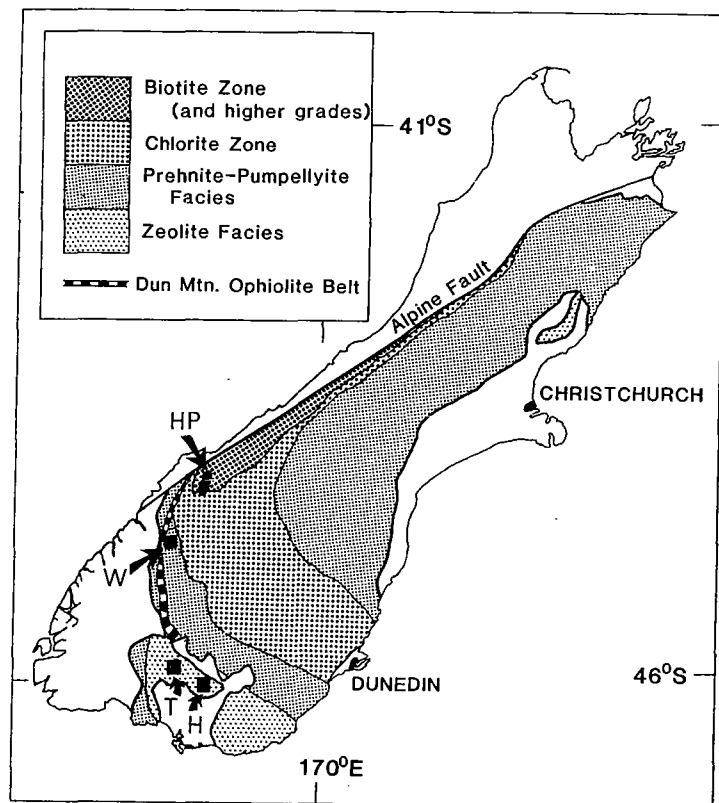 Biotite Zone
(and higher grades)
Chlorite Zone
Prehnite-Pumpellyite
Facies
Zeolite Facies
Dun Mtn. Ophiolite Belt
41°S
Alpine Fault
CHRISTCHURCH
HP
W
T
H
DUNEDIN
46°S
170°E